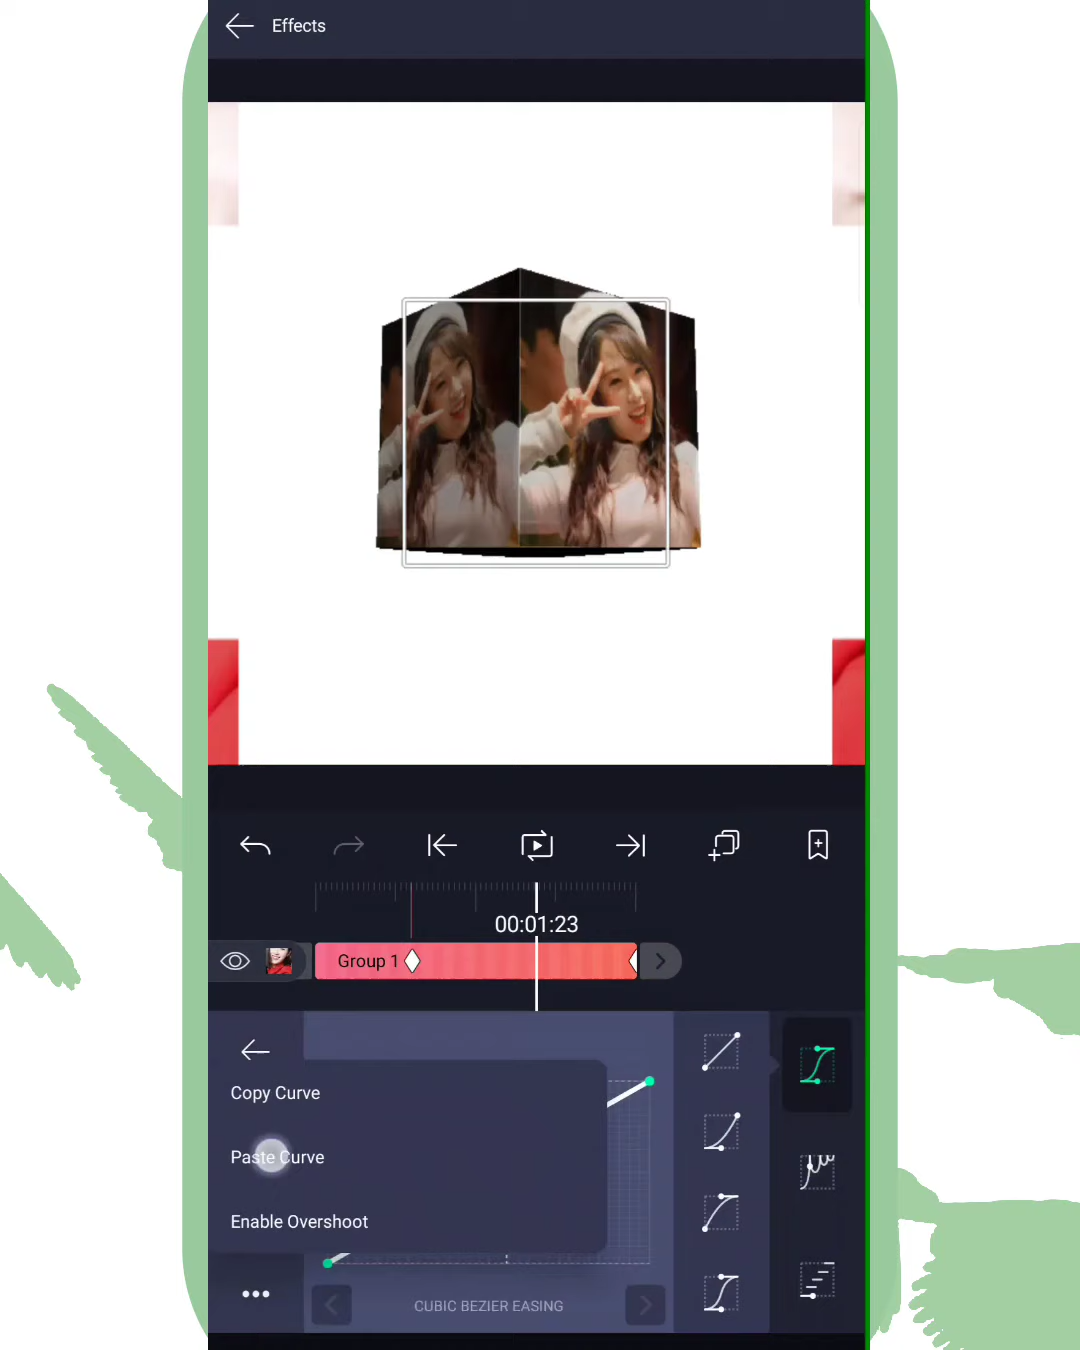 Effects
00:01:23
Group 1
Copy Curve
Paste Curve
Enable Overshoot
CUBIC BEZIER EASING